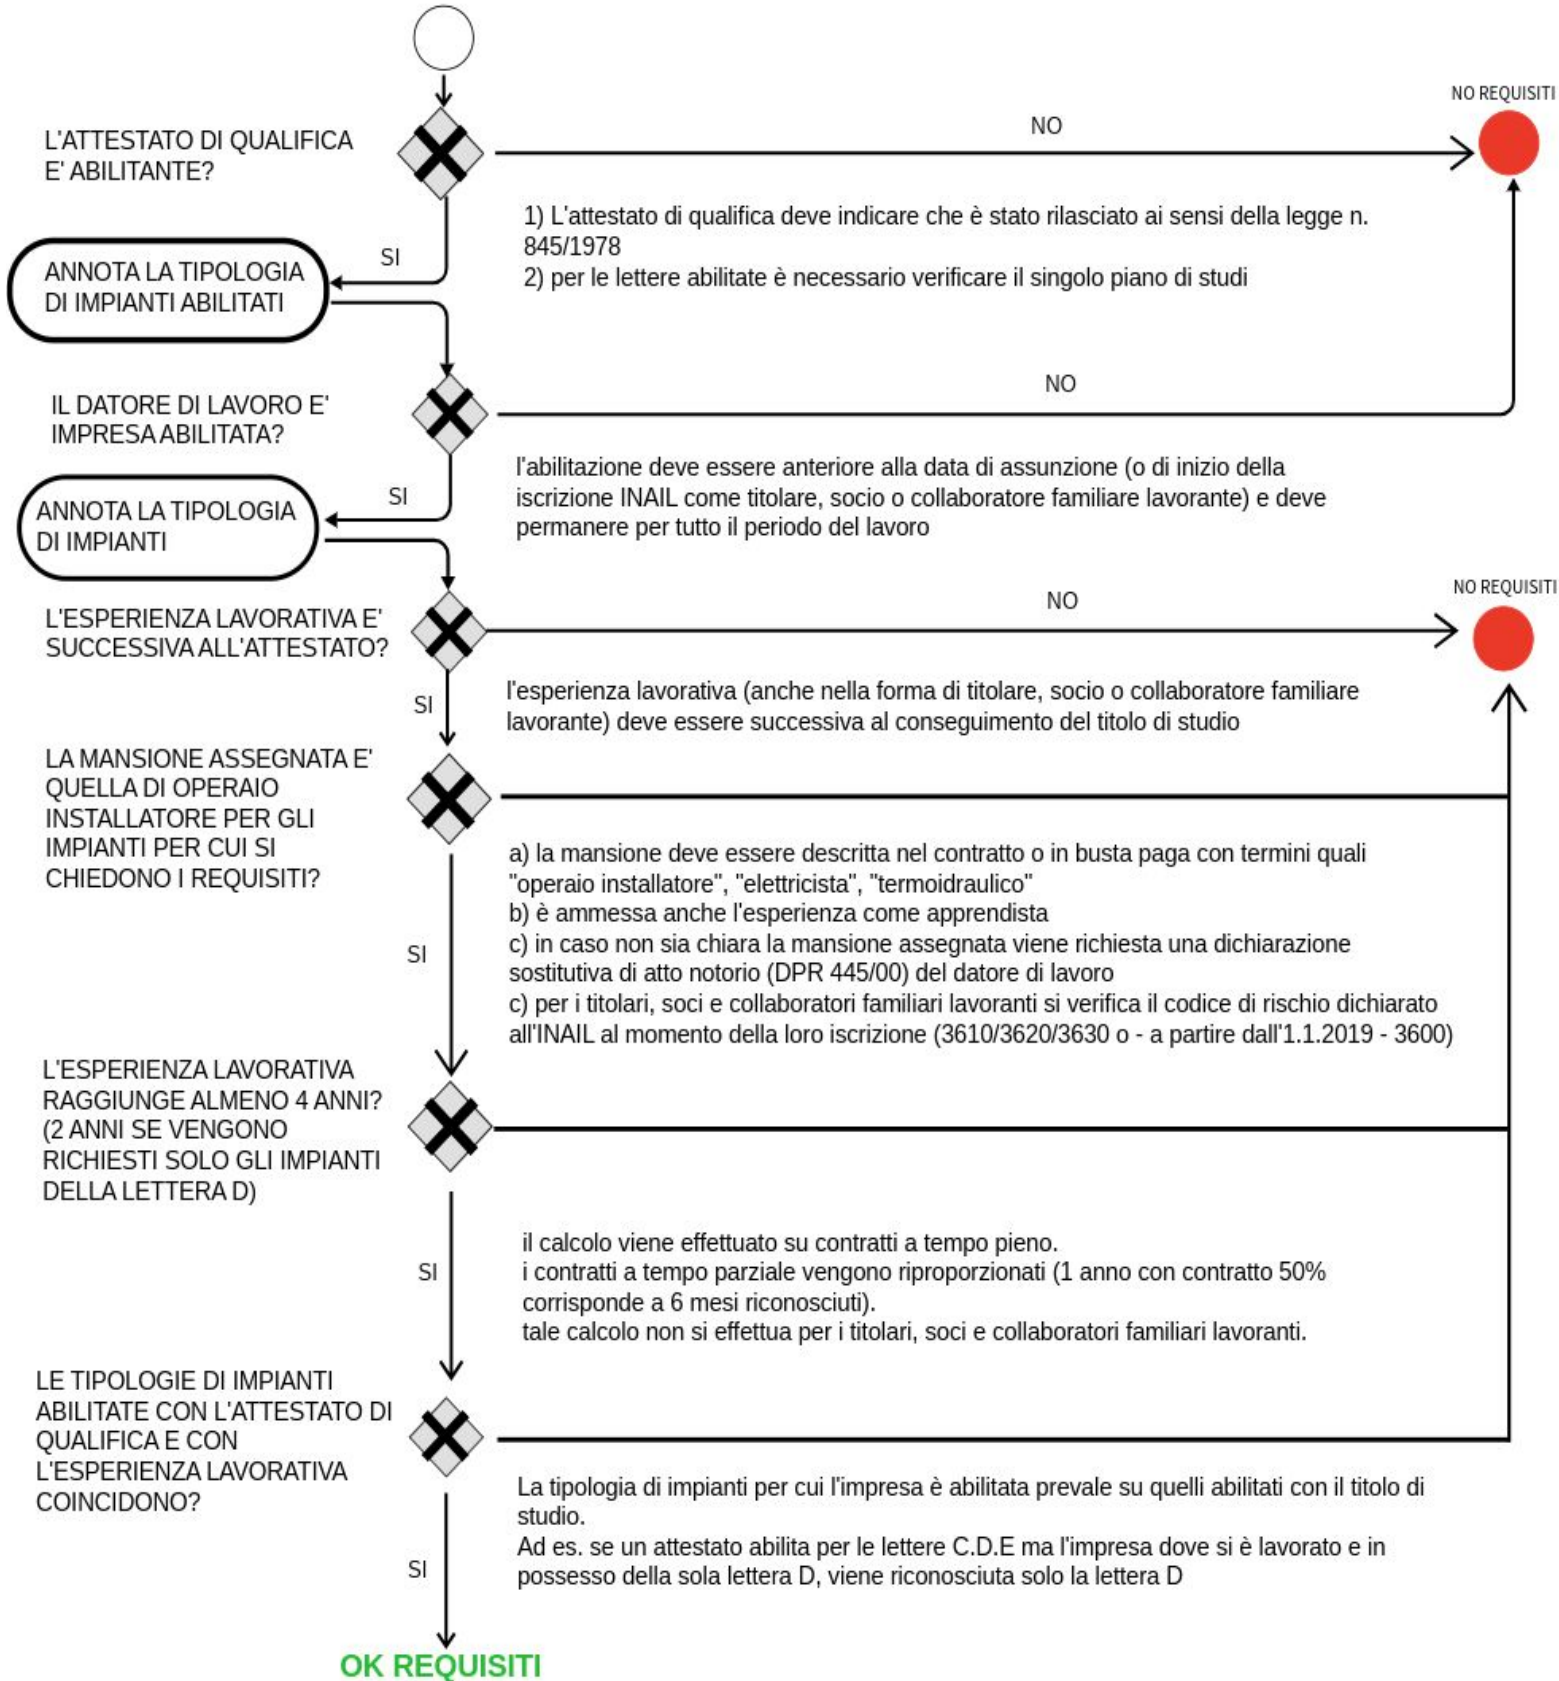 NO REQUISITI
L'ATTESTATO DI QUALIFICA
E' ABILITANTE?
NO
1) L'attestato di qualifica deve indicare che è stato rilasciato ai sensi della legge n.
845/1978
2) per le lettere abilitate è necessario verificare il singolo piano di studi
SI
ANNOTA LA TIPOLOGIA
DI IMPIANTI ABILITATI
IL DATORE DI LAVORO E'
IMPRESA ABILITATA?
NO
l'abilitazione deve essere anteriore alla data di assunzione (o di inizio della
iscrizione INAIL come titolare, socio o collaboratore familiare lavorante) e deve
permanere per tutto il periodo del lavoro
SI
ANNOTA LA TIPOLOGIA
DI IMPIANTI
NO REQUISITI
L'ESPERIENZA LAVORATIVA E'
SUCCESSIVA ALL'ATTESTATO?
NO
l'esperienza lavorativa (anche nella forma di titolare, socio o collaboratore familiare
lavorante) deve essere successiva al conseguimento del titolo di studio
SI
LA MANSIONE ASSEGNATA E'
QUELLA DI OPERAIO
INSTALLATORE PER GLI
IMPIANTI PER CUI SI
CHIEDONO I REQUISITI?
a) la mansione deve essere descritta nel contratto o in busta paga con termini quali
"operaio installatore", "elettricista", "termoidraulico"
b) è ammessa anche l'esperienza come apprendista
c) in caso non sia chiara la mansione assegnata viene richiesta una dichiarazione
sostitutiva di atto notorio (DPR 445/00) del datore di lavoro
c) per i titolari, soci e collaboratori familiari lavoranti si verifica il codice di rischio dichiarato
all'INAIL al momento della loro iscrizione (3610/3620/3630 o - a partire dall'1.1.2019 - 3600)
SI
L'ESPERIENZA LAVORATIVA
RAGGIUNGE ALMENO 4 ANNI?
(2 ANNI SE VENGONO
RICHIESTI SOLO GLI IMPIANTI
DELLA LETTERA D)
il calcolo viene effettuato su contratti a tempo pieno.
i contratti a tempo parziale vengono riproporzionati (1 anno con contratto 50%
corrisponde a 6 mesi riconosciuti).
tale calcolo non si effettua per i titolari, soci e collaboratori familiari lavoranti.
SI
LE TIPOLOGIE DI IMPIANTI
ABILITATE CON L'ATTESTATO DI
QUALIFICA E CON
L'ESPERIENZA LAVORATIVA
COINCIDONO?
La tipologia di impianti per cui l'impresa è abilitata prevale su quelli abilitati con il titolo di
studio.
Ad es. se un attestato abilita per le lettere C.D.E ma l'impresa dove si è lavorato e in
possesso della sola lettera D, viene riconosciuta solo la lettera D
SI
OK REQUISITI